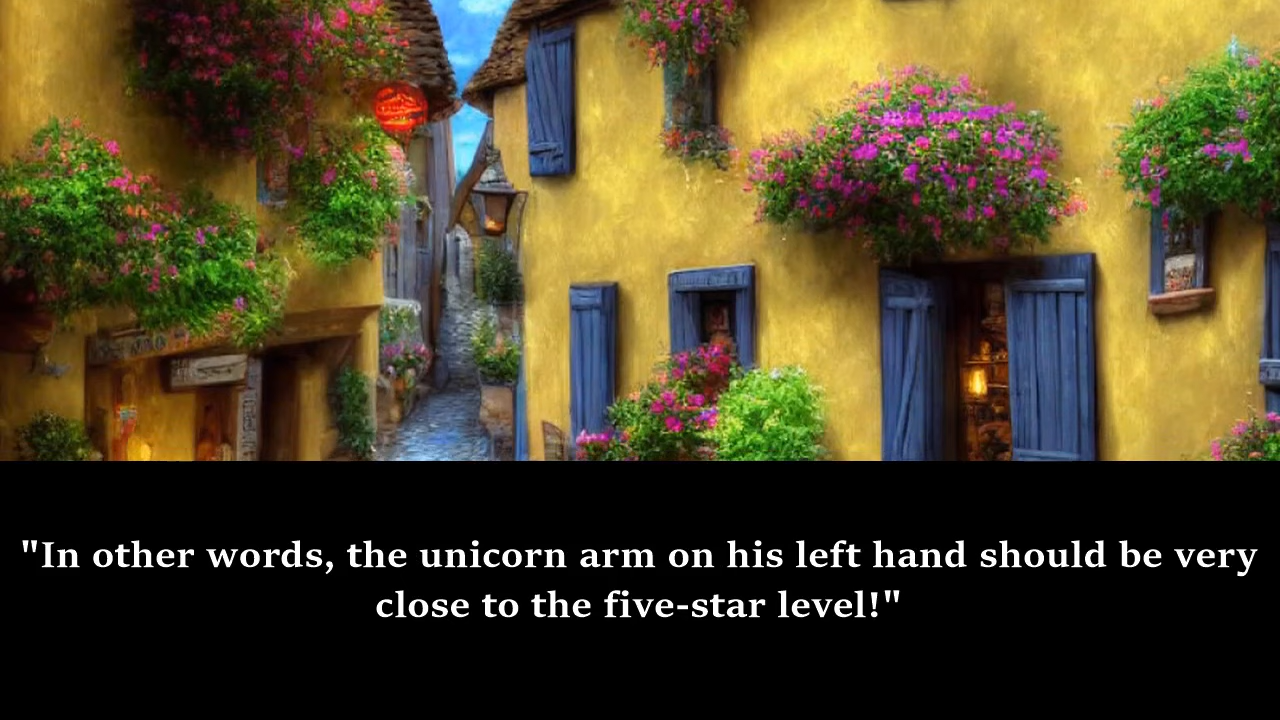 "In other words, the unicorn arm on his left hand should be very
close to the five-star level!"